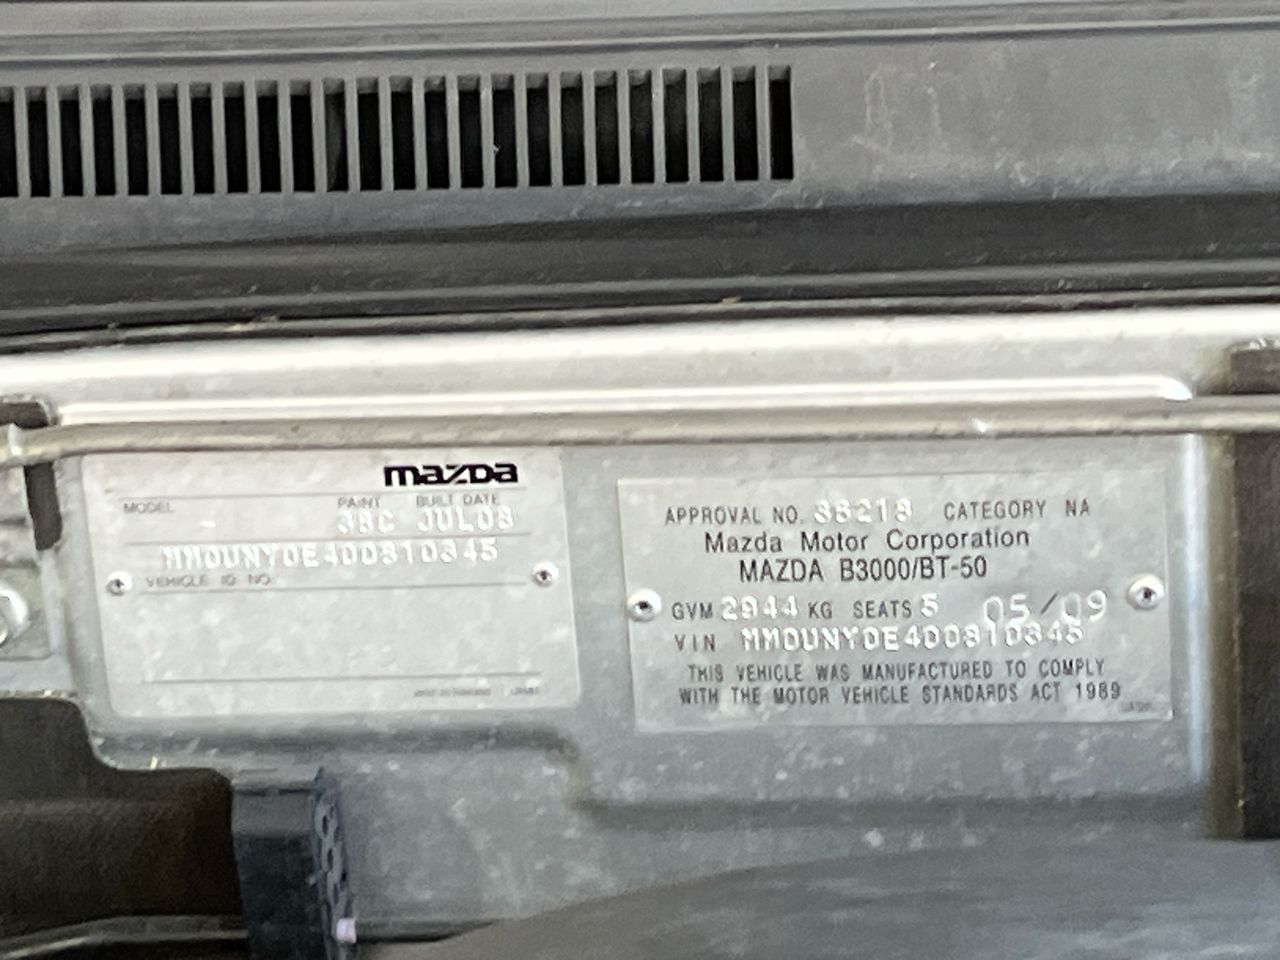 mazda
MODEL PAINT BUILT DATE
38C JUL08
MM0UNY0E400810845
VEHICLE ID NO.
APPROVAL NO. 38218 CATEGORY NA
Mazda Motor Corporation
MAZDA B3000/BT-50
GVM 2944 KG SEATS 5 05/09
VIN MM0UNY0E400810845
THIS VEHICLE WAS MANUFACTURED TO COMPLY
WITH THE MOTOR VEHICLE STANDARDS ACT 1989